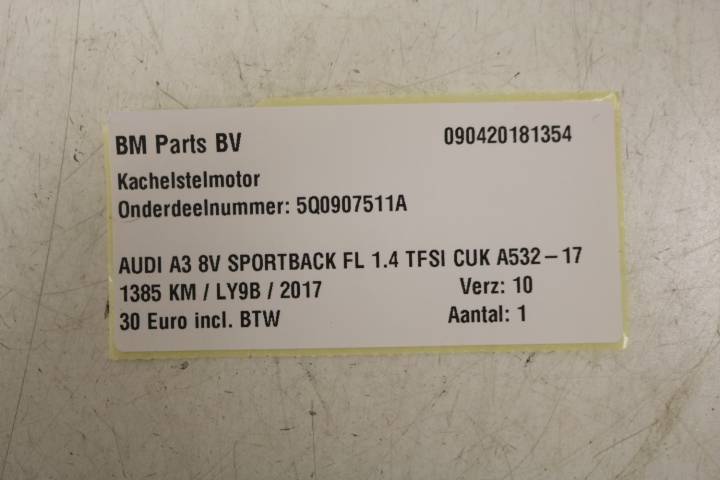 BM Parts BV 090420181354
Kachelstelmotor
Onderdeelnummer: 5Q0907511A
AUDI A3 8V SPORTBACK FL 1.4 TFSI CUK A532-17
1385 KM / LY9B / 2017 Verz: 10
30 Euro incl. BTW Aantal: 1